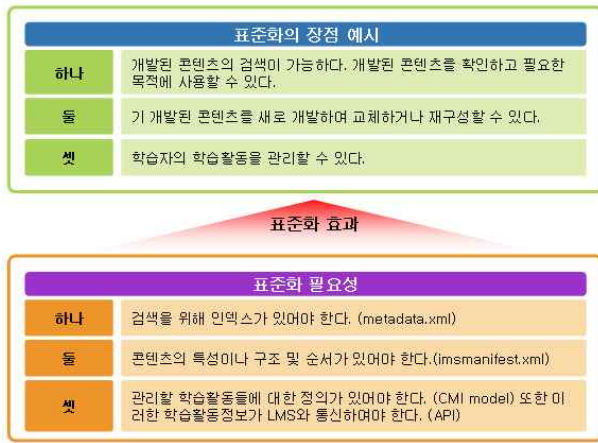 표준화의 장점 예시
하나
개발된 콘텐츠의 검색이 가능하다. 개발된 콘텐츠를 확인하고 필요한
목적에 사용할 수 있다.
둘
기 개발된 콘텐츠를 새로 개발하여 교체하거나 재구성할 수 있다.
셋
학습자의 학습활동을 관리할 수 있다.
표준화 효과
표준화 필요성
하나
검색을 위해 인덱스가 있어야 한다. (metadata.xml)
둘
콘텐츠의 특성이나 구조 및 순서가 있어야 한다.(imsmanifest.xml)
셋
관리할 학습활동들에 대한 정의가 있어야 한다. (CMI model) 또한 이
러한 학습활동정보가 LMS와 통신하여야 한다. (API)